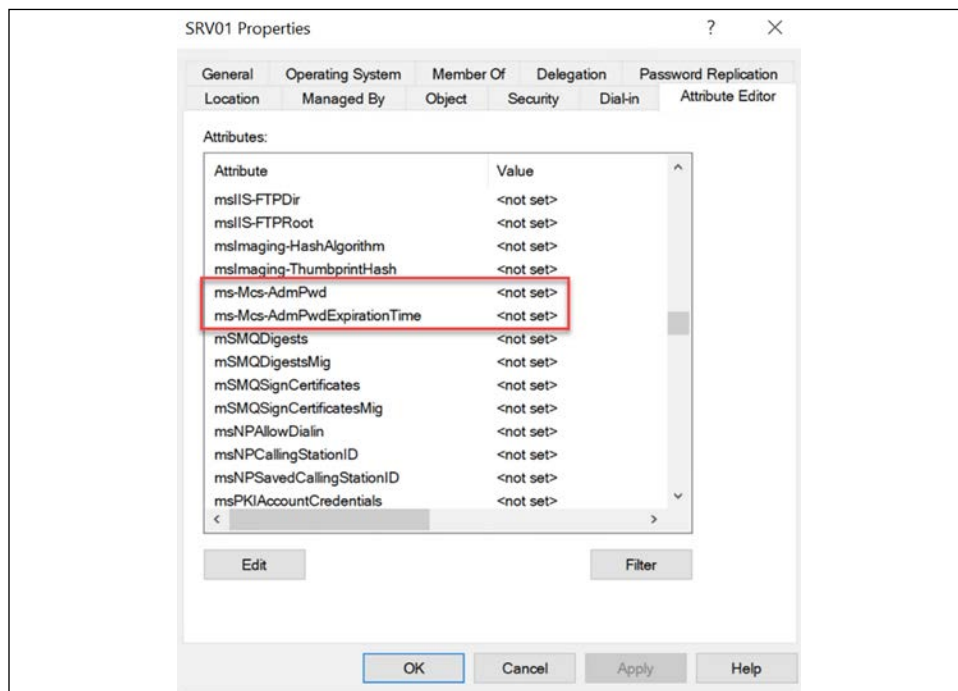 SRV01 Properties ? ×
General Operating System Member Of Delegation Password Replication
Location Managed By Object Security Dial-in Attribute Editor
Attributes:
Attribute Value
msIIS-FTPDir <not set>
msIIS-FTPRoot <not set>
msImaging-HashAlgorithm <not set>
msImaging-ThumbprintHash <not set>
ms-Mcs-AdmPwd <not set>
ms-Mcs-AdmPwdExpirationTime <not set>
mSMQDigests <not set>
mSMQDigestsMig <not set>
mSMQSignCertificates <not set>
mSMQSignCertificatesMig <not set>
msNPAllowDialin <not set>
msNPCallingStationID <not set>
msNPSavedCallingStationID <not set>
msPKIAccountCredentials <not set>
Edit Filter
OK Cancel Apply Help